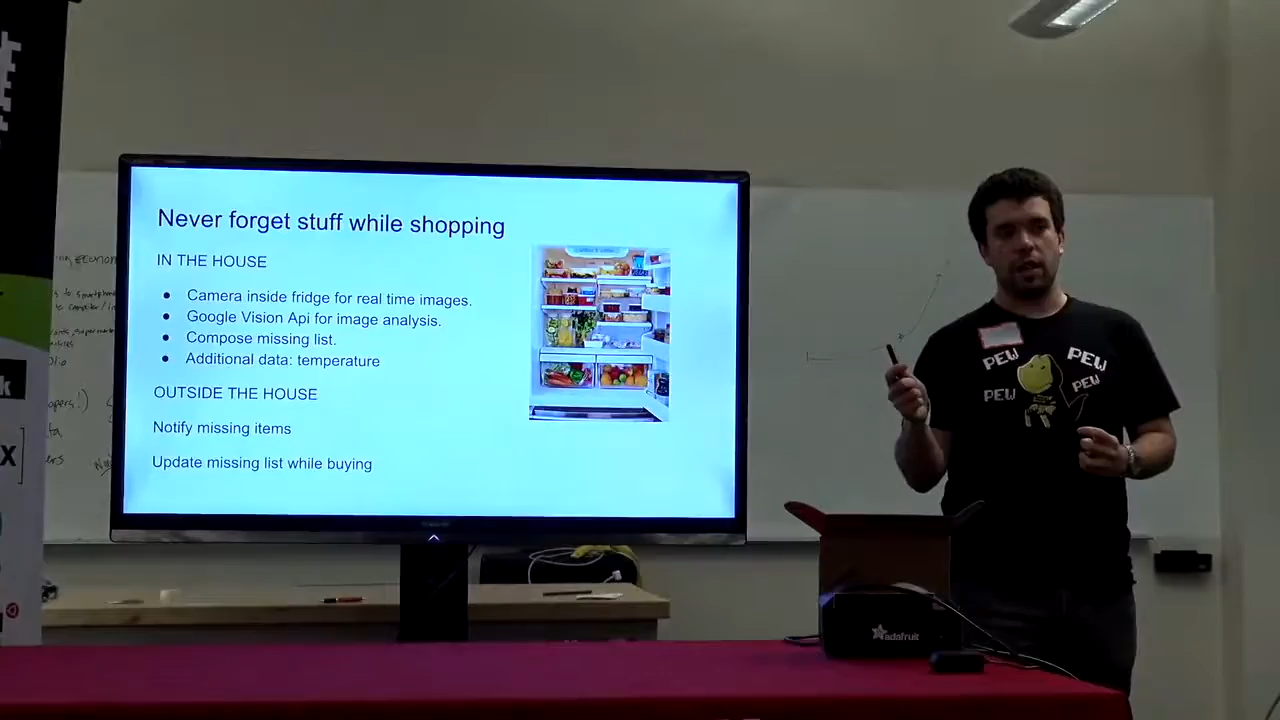 Never forget stuff while shopping
IN THE HOUSE
● Camera inside fridge for real time images.
● Google Vision Api for image analysis.
● Compose missing list.
● Additional data: temperature
OUTSIDE THE HOUSE
Notify missing items
Update missing list while buying
PEW
PEW
PEW
PEW
adafruit
k
X